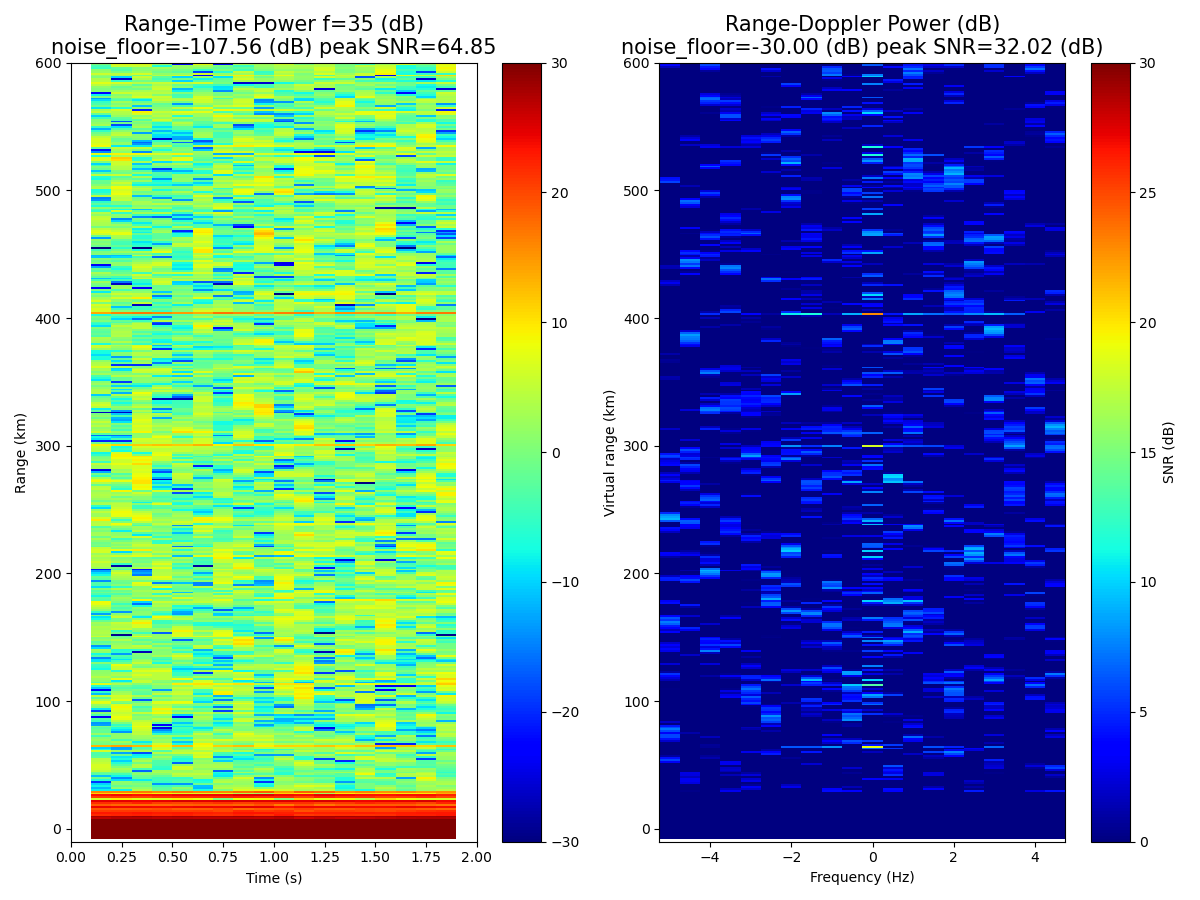 Range-Time Power f=35 (dB)
noise_floor=-107.56 (dB) peak SNR=64.85
600
500
400
300
200
100
0
Range (km)
0.00 0.25 0.50 0.75 1.00 1.25 1.50 1.75 2.00
Time (s)
30
20
10
0
−10
−20
−30
Range-Doppler Power (dB)
noise_floor=-30.00 (dB) peak SNR=32.02 (dB)
600
500
400
300
200
100
0
Virtual range (km)
−4 −2 0 2 4
Frequency (Hz)
30
25
20
15
10
5
0
SNR (dB)